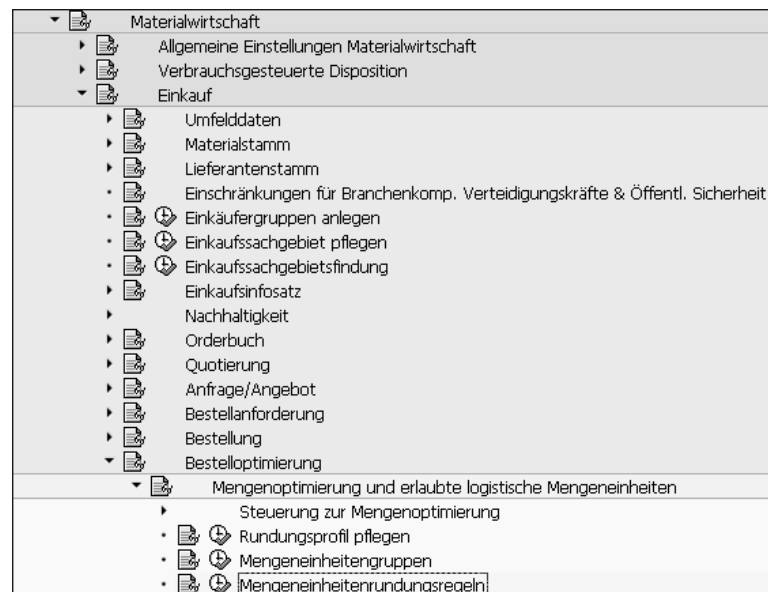 Materialwirtschaft
Allgemeine Einstellungen Materialwirtschaft
Verbrauchsgesteuerte Disposition
Einkauf
Umfelddaten
Materialstamm
Lieferantenstamm
Einschränkungen für Branchenkomp. Verteidigungskräfte & Öffentl. Sicherheit
Einkäufergruppen anlegen
Einkaufssachgebiet pflegen
Einkaufssachgebietsfindung
Einkaufsinfosatz
Nachhaltigkeit
Orderbuch
Quotierung
Anfrage/Angebot
Bestellanforderung
Bestellung
Bestelloptimierung
Mengenoptimierung und erlaubte logistische Mengeneinheiten
Steuerung zur Mengenoptimierung
Rundungsprofil pflegen
Mengeneinheitengruppen
Mengeneinheitenrundungsregeln